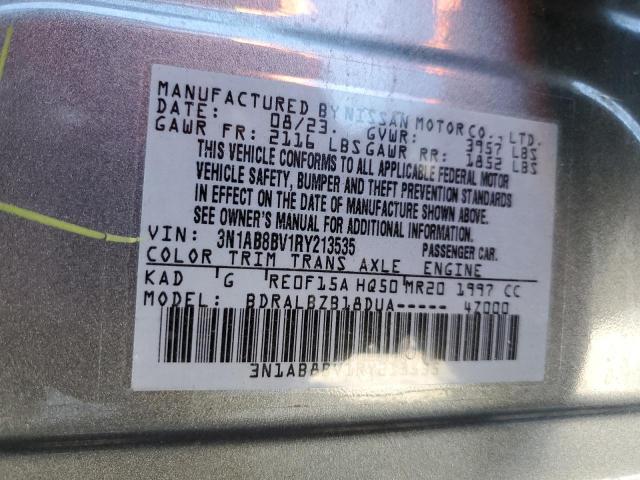 MANUFACTURED BY NISSAN MOTOR CO., LTD.
DATE: 08/23. GVWR: 3957 LBS
GAWR FR: 2116 LBS GAWR RR: 1852 LBS
THIS VEHICLE CONFORMS TO ALL APPLICABLE FEDERAL MOTOR
VEHICLE SAFETY, BUMPER AND THEFT PREVENTION STANDARDS
IN EFFECT ON THE DATE OF MANUFACTURE SHOWN ABOVE.
SEE OWNER'S MANUAL FOR ADDITIONAL INFORMATION.
VIN: 3N1AB8BV1RY213535 PASSENGER CAR.
COLOR TRIM TRANS AXLE ENGINE
KAD G RE0F15A HQ50 MR20 1997 CC
MODEL: BDRALBZB18DUA----- 47000
3N1AB8BV1RY213535